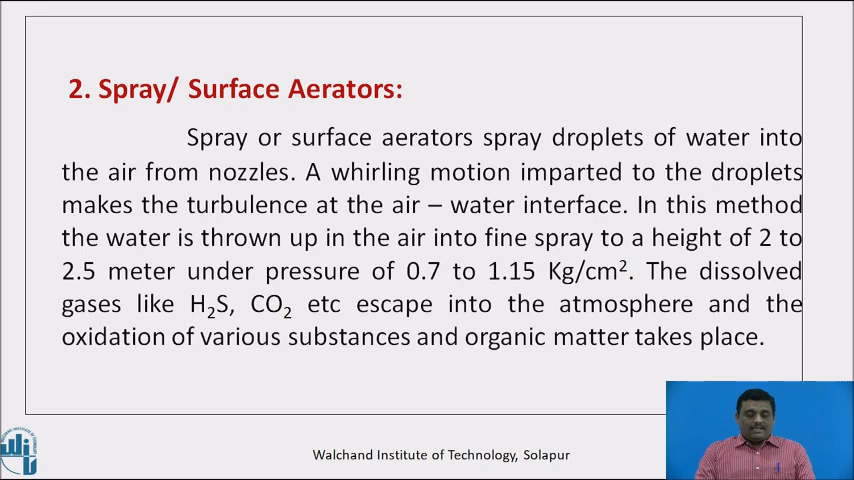 2. Spray/ Surface Aerators:
Spray or surface aerators spray droplets of water into
the air from nozzles. A whirling motion imparted to the droplets
makes the turbulence at the air – water interface. In this method
the water is thrown up in the air into fine spray to a height of 2 to
2.5 meter under pressure of 0.7 to 1.15 Kg/cm². The dissolved
gases like H₂S, CO₂ etc escape into the atmosphere and the
oxidation of various substances and organic matter takes place.
Walchand Institute of Technology, Solapur